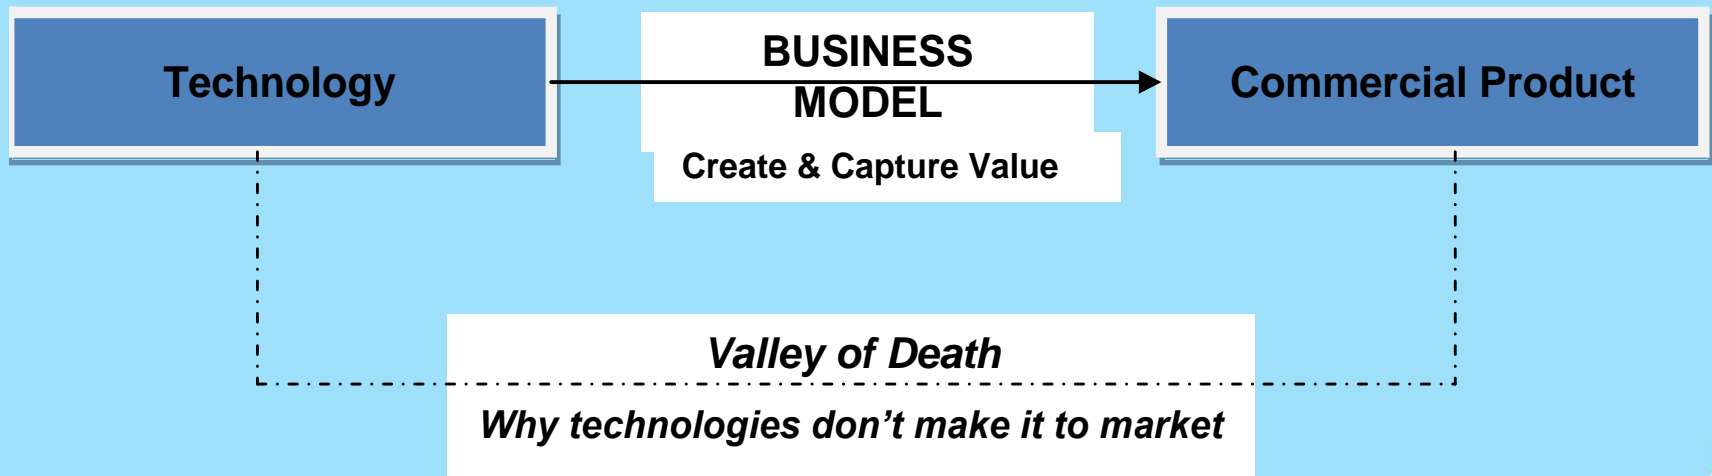 Technology
BUSINESS
MODEL
Create & Capture Value
Commercial Product
Valley of Death
Why technologies don’t make it to market